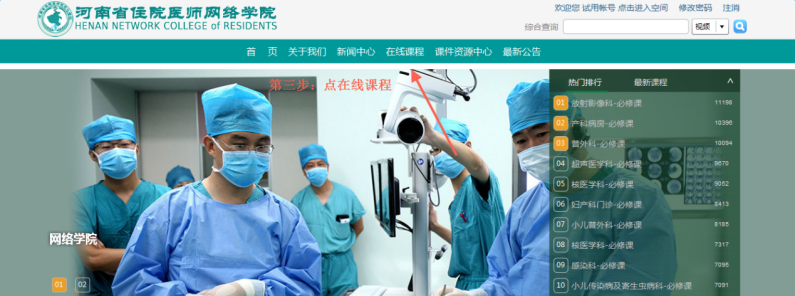 河南省住院医师网络学院
HENAN NETWORK COLLEGE of RESIDENTS
欢迎您 试用帐号 点击进入空间 修改密码 注消
综合查询 视频
首 页 关于我们 新闻中心 在线课程 课件资源中心 最新公告
第三步：点在线课程
网络学院
01 02
热门排行 最新课程
01 放射影像科-必修课 11198
02 产科病房-必修课 10396
03 普外科-必修课 10094
04 超声医学科-必修课 9670
05 核医学科-必修课 9052
06 妇产科门诊-必修课 8413
07 小儿普外科-必修课 8185
08 核医学科-必修课 7317
09 感染科-必修课 7095
10 小儿传染病及寄生虫病科-必修课 7091